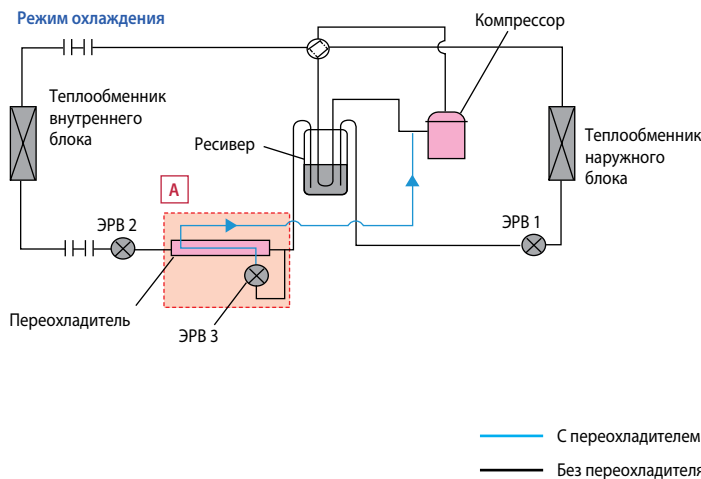 Режим охлаждения
Компрессор
Теплообменник
внутреннего
блока
Ресивер
Теплообменник
наружного
блока
А
ЭРВ 2
ЭРВ 1
Переохладитель
ЭРВ 3
С переохладителем
Без переохладителя